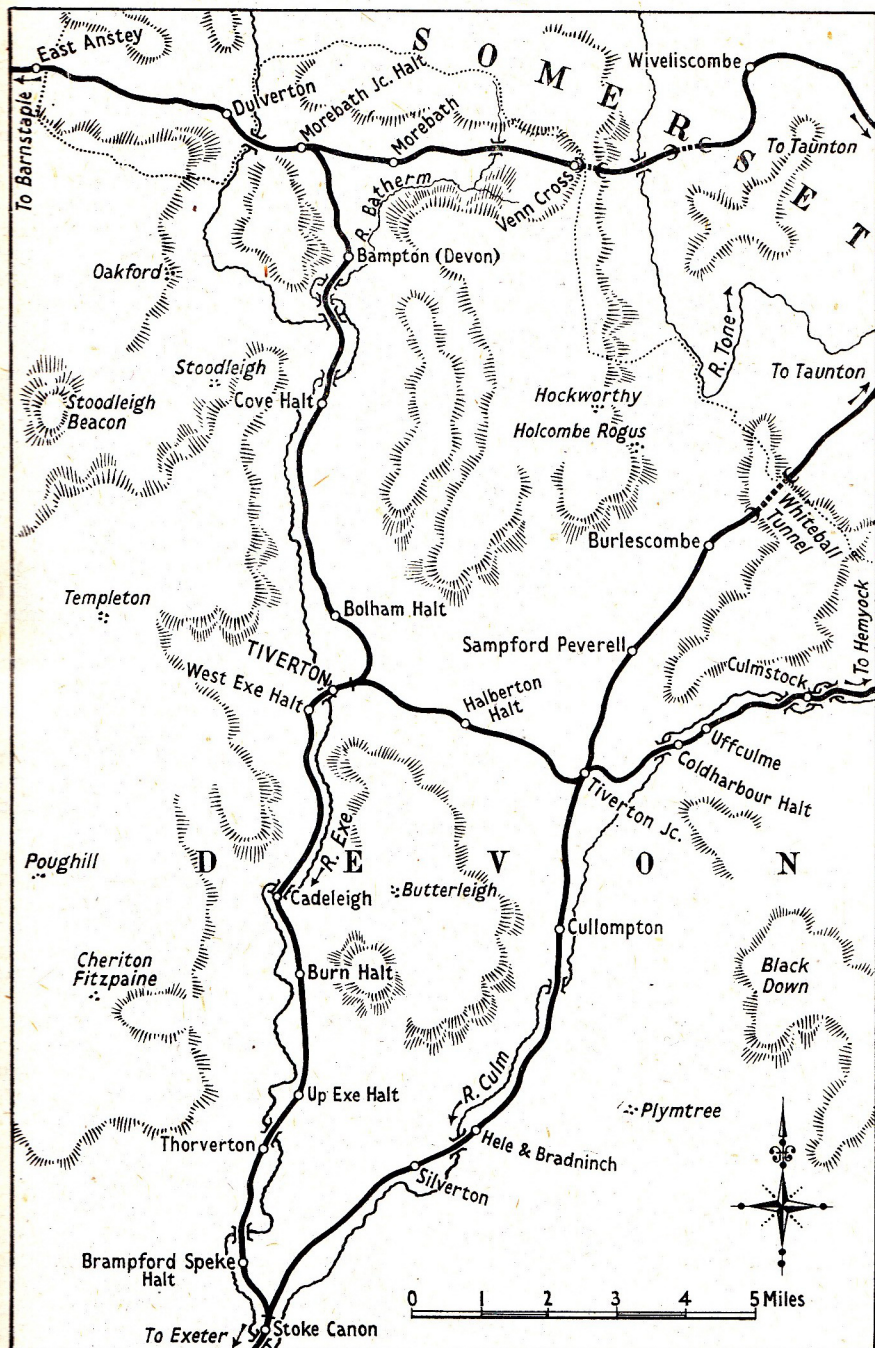 SOMERSET
East Anstey
Wiveliscombe
Dulverton
Morebath Jc. Halt
Morebath
To Taunton
To Barnstaple
R. Batherm
Venn Cross
Bampton (Devon)
Oakford
R. Tone
To Taunton
Stoodleigh
Stoodleigh
Beacon
Cove Halt
Hockworthy
Holcombe Rogus
Whiteball
Tunnel
Burlescombe
Templeton
Bolham Halt
To Hemyock
Sampford Peverell
Culmstock
TIVERTON
West Exe Halt
Halberton
Halt
Uffculme
Coldharbour Halt
Tiverton Jc.
DEVON
R. Exe
Poughill
Cadeleigh
Butterleigh
Cullompton
Cheriton
Fitzpaine
Burn Halt
Black
Down
R. Culm
Up Exe Halt
Plymtree
Thorverton
Hele & Bradninch
Silverton
Brampford Speke
Halt
0 1 2 3 4 5 Miles
To Exeter
Stoke Canon